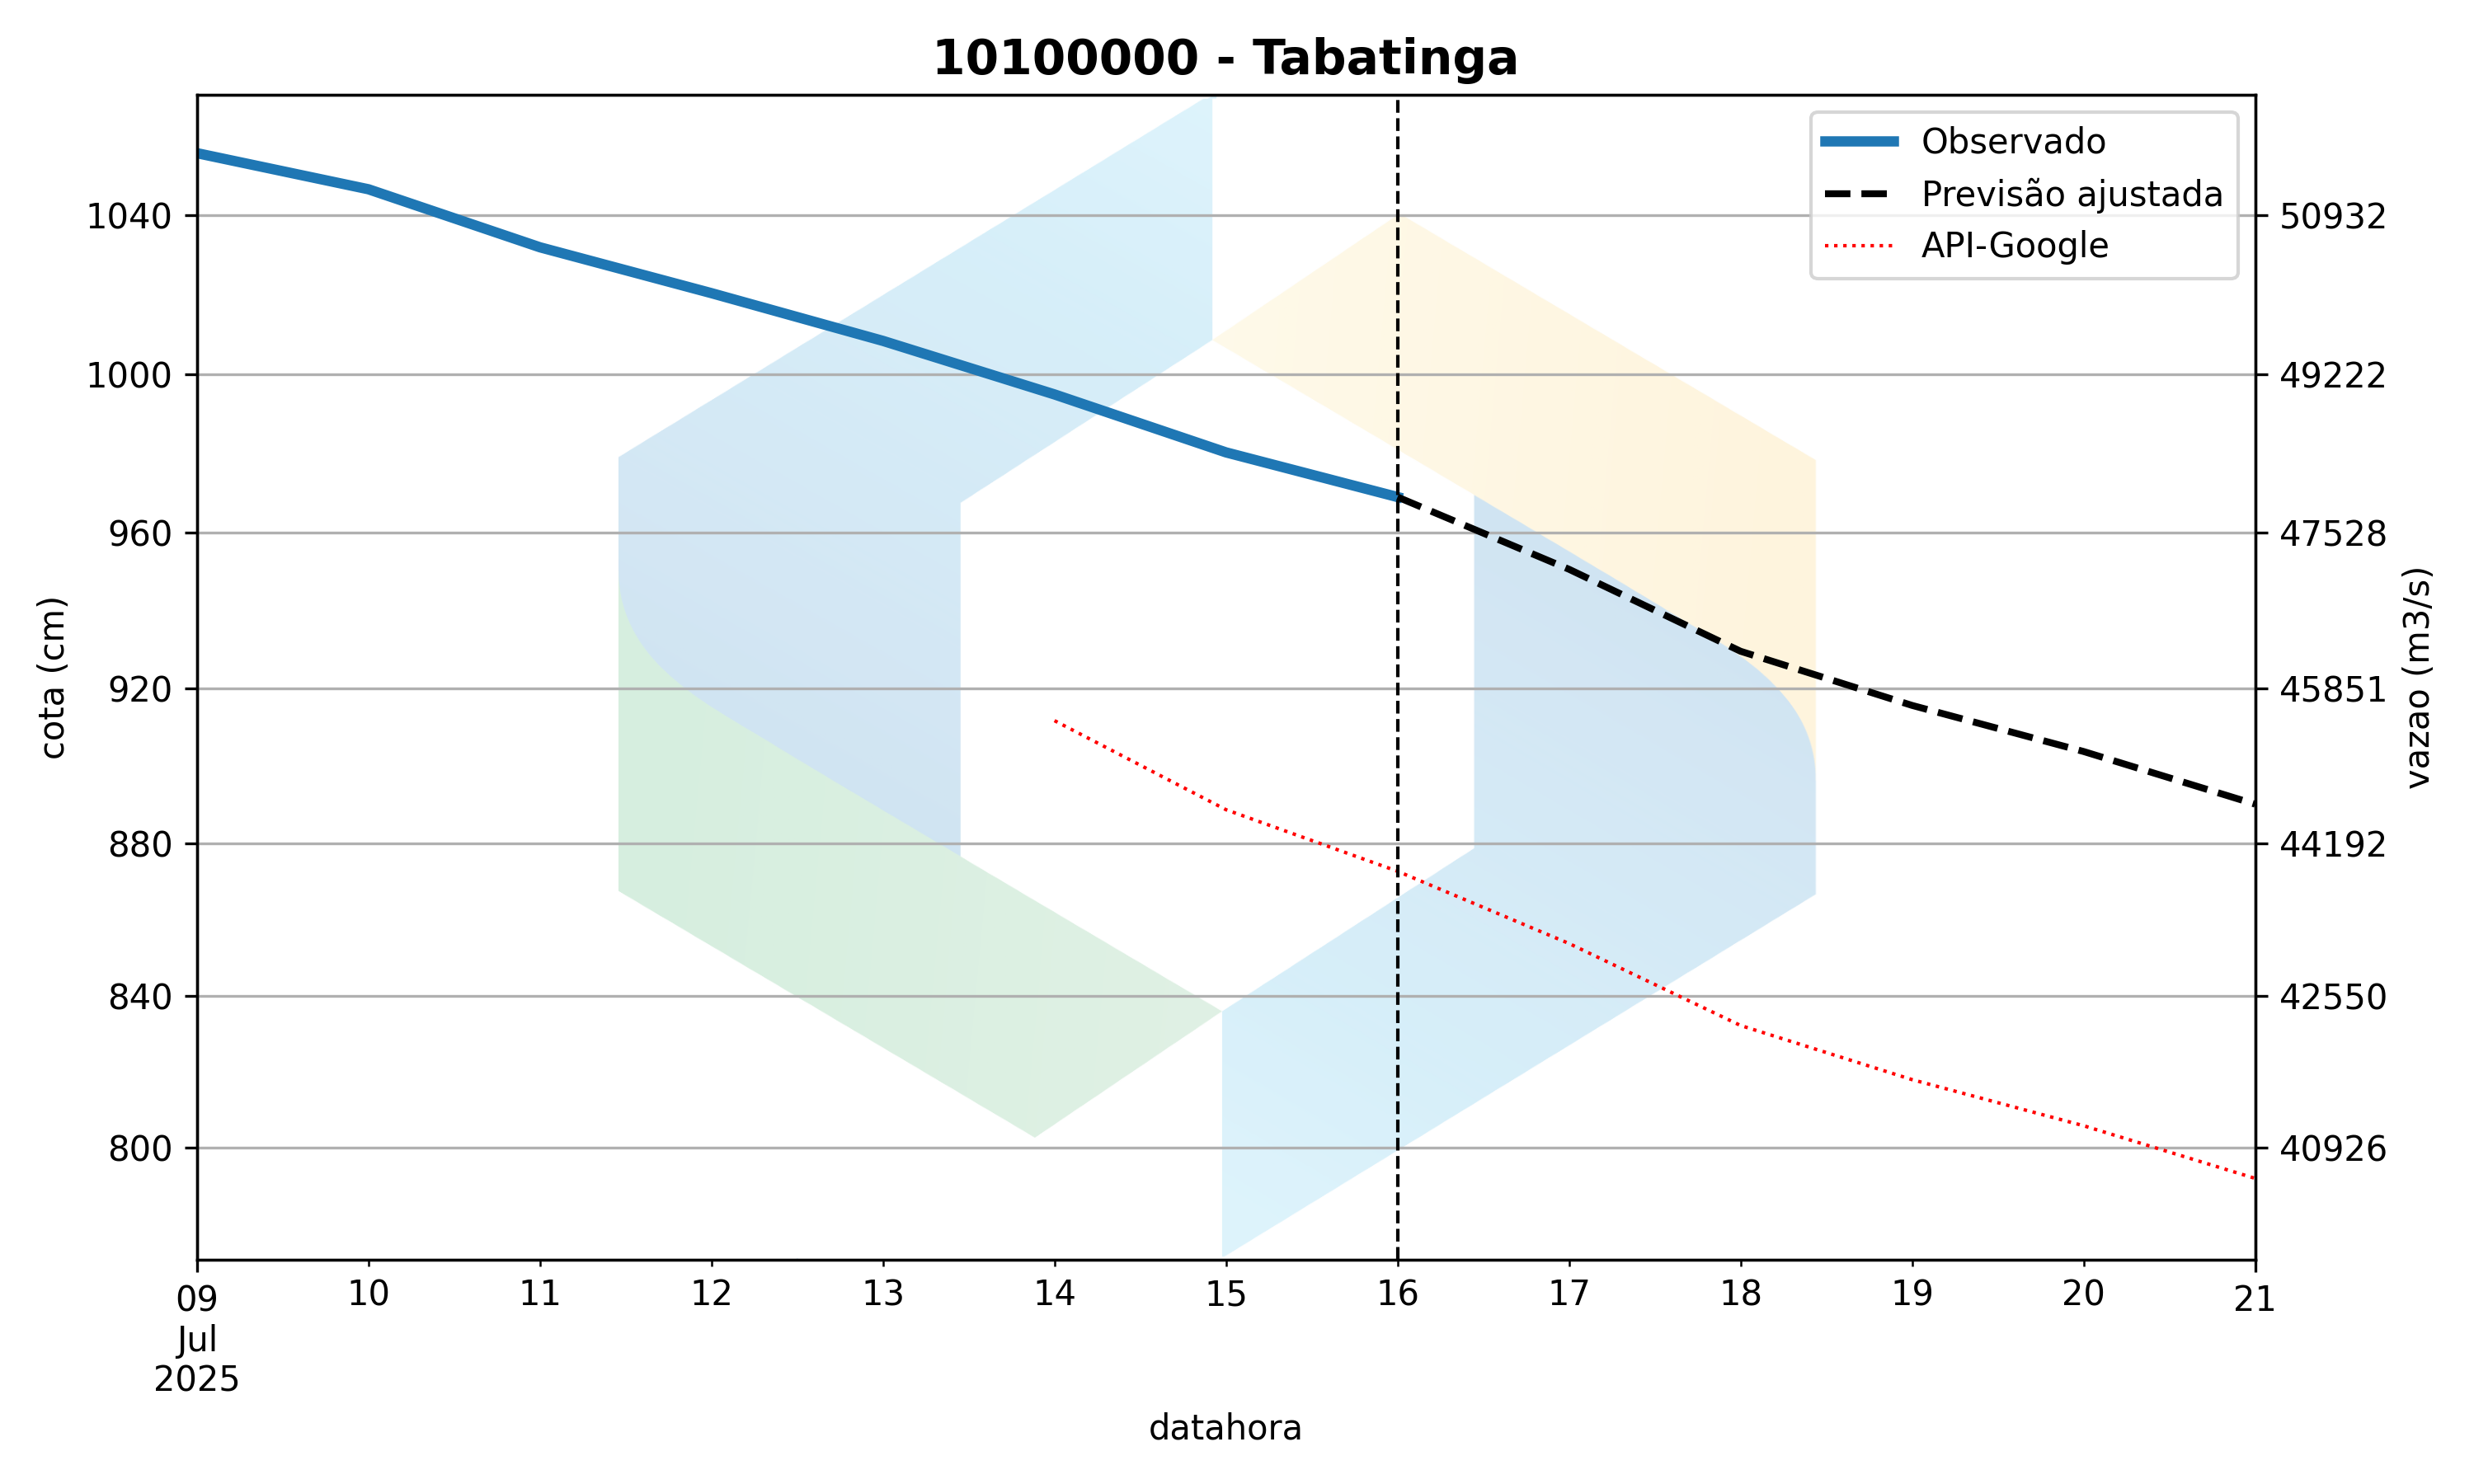 10100000 - Tabatinga
Observado
Previsão ajustada
API-Google
1040
1000
960
920
880
840
800
cota (cm)
50932
49222
47528
45851
44192
42550
40926
vazao (m3/s)
09 10 11 12 13 14 15 16 17 18 19 20 21
Jul
2025
datahora